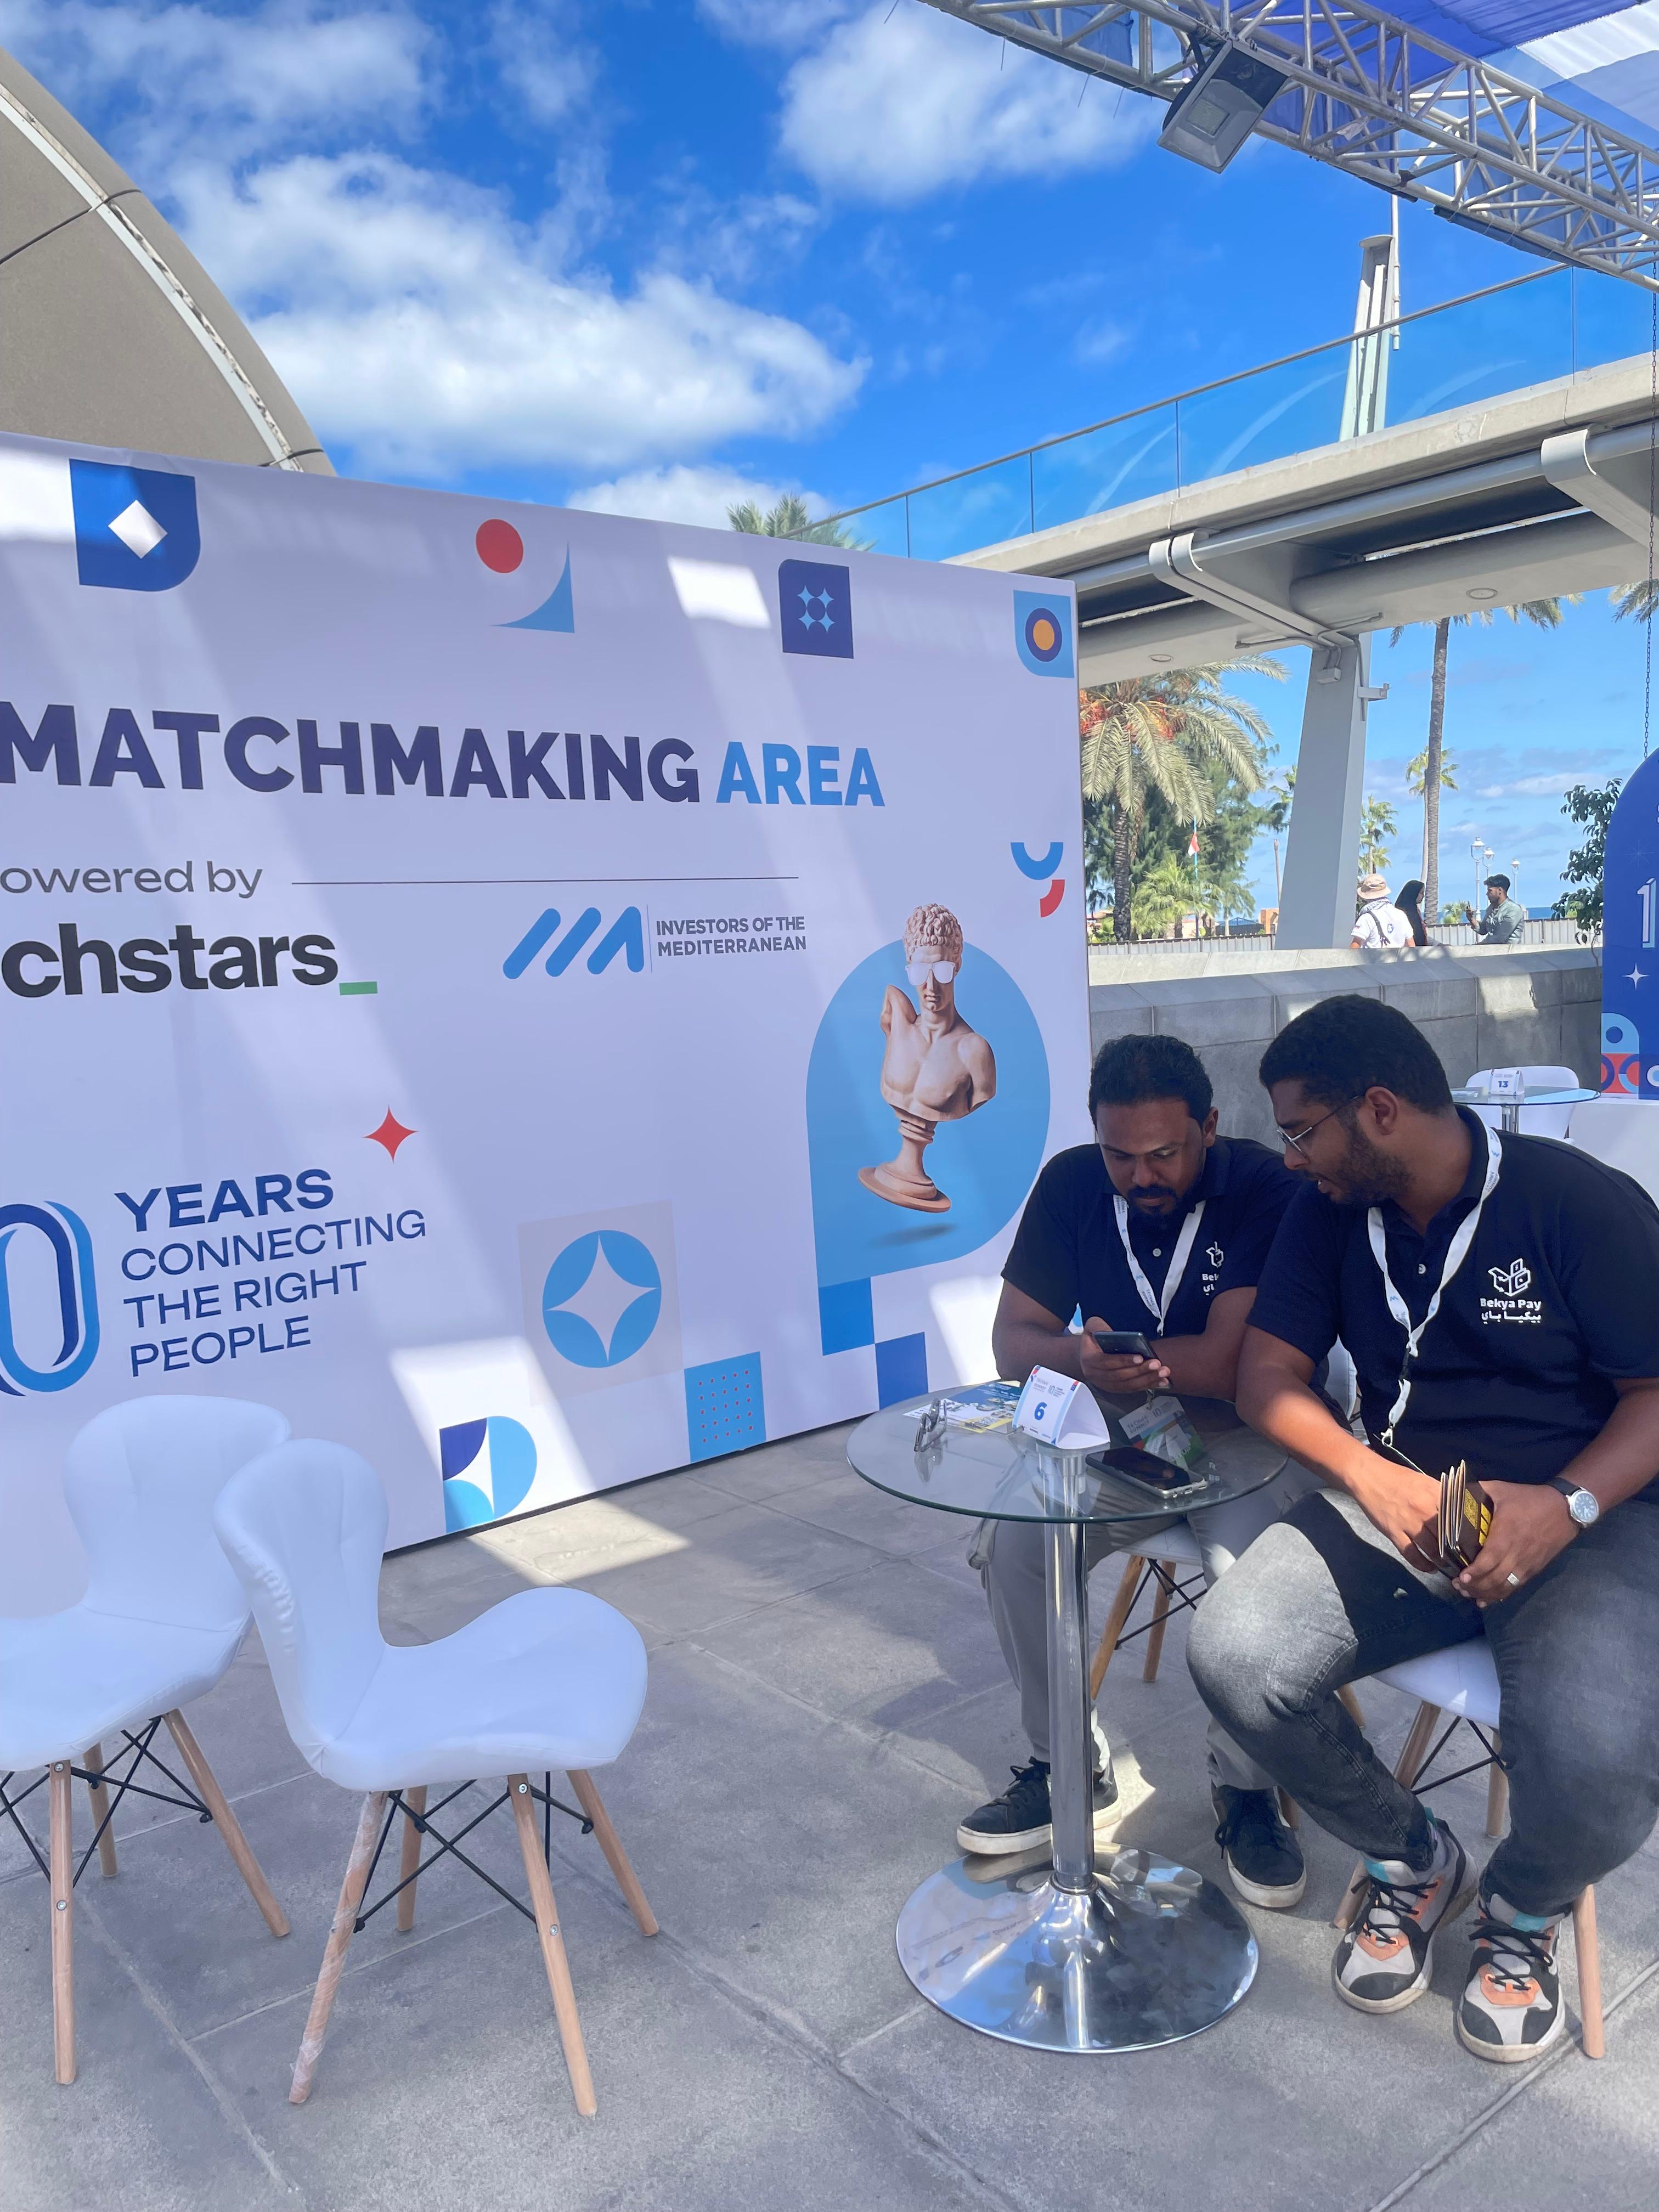 MATCHMAKING AREA
owered by
chstars_
INVESTORS OF THE
MEDITERRANEAN
0 YEARS
CONNECTING
THE RIGHT
PEOPLE
6
13
Bekya Pay
بيكيا باي